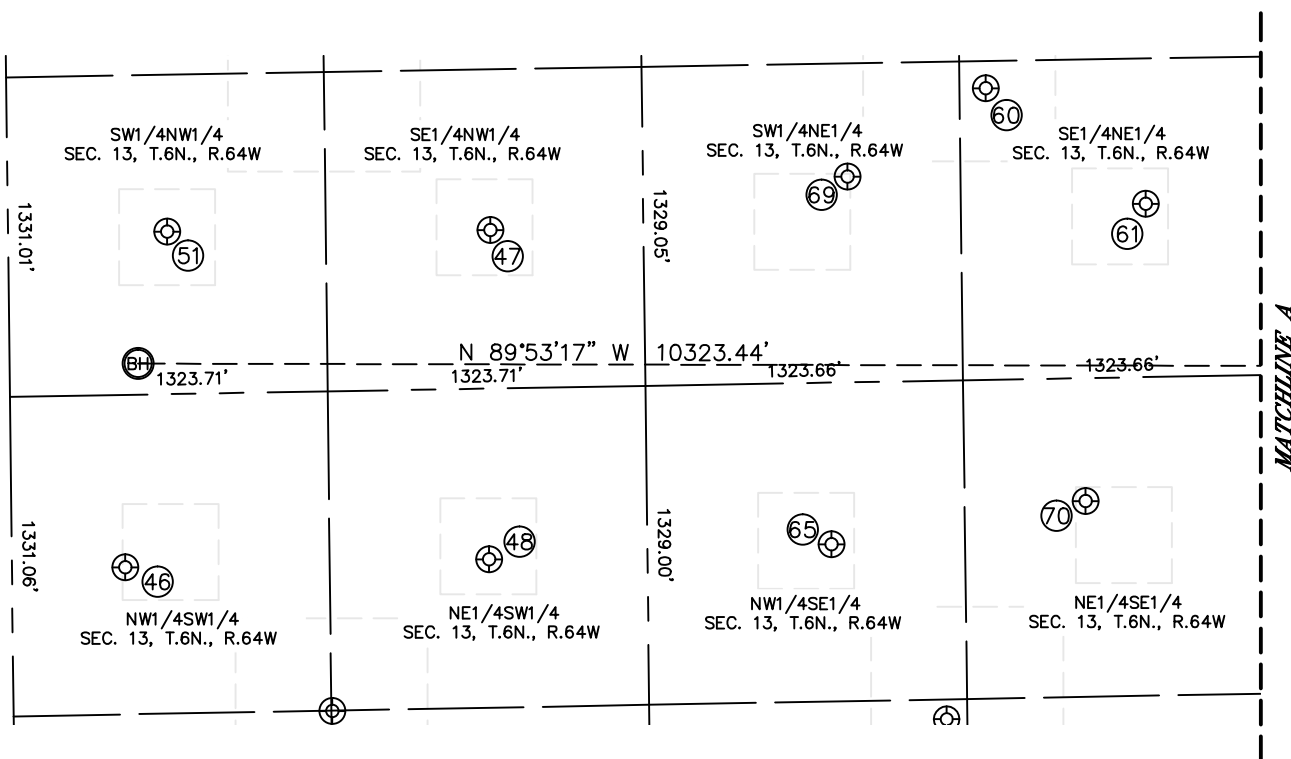 60
SW1/4NW1/4
SEC. 13, T.6N., R.64W
SE1/4NW1/4
SEC. 13, T.6N., R.64W
SW1/4NE1/4
SEC. 13, T.6N., R.64W
SE1/4NE1/4
SEC. 13, T.6N., R.64W
1331.01'
51
47
1329.05'
69
61
BH
N 89°53'17" W
10323.44'
1323.71'
1323.71'
1323.66'
1323.66'
MATCHLINE A
1331.06'
46
48
1329.00'
65
70
NW1/4SW1/4
SEC. 13, T.6N., R.64W
NE1/4SW1/4
SEC. 13, T.6N., R.64W
NW1/4SE1/4
SEC. 13, T.6N., R.64W
NE1/4SE1/4
SEC. 13, T.6N., R.64W